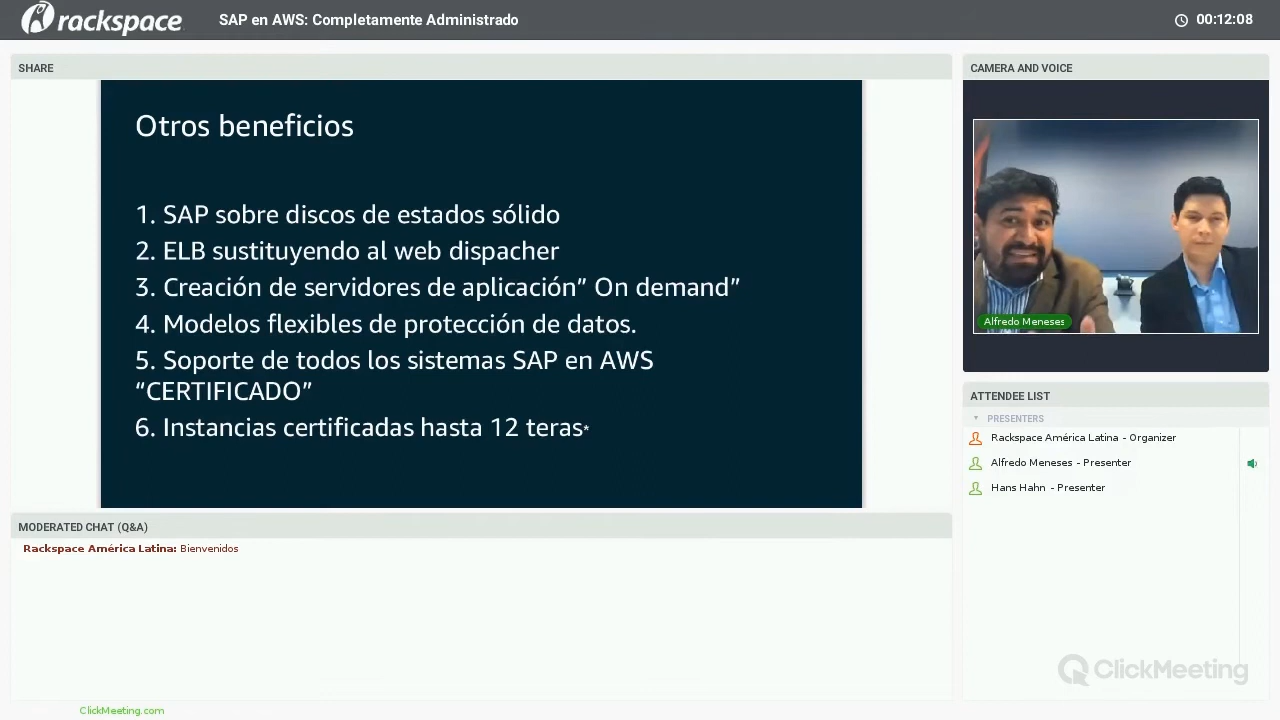 rackspace
SAP en AWS: Completamente Administrado
00:12:08
SHARE
Otros beneficios
1. SAP sobre discos de estados sólido
2. ELB sustituyendo al web dispacher
3. Creación de servidores de aplicación” On demand”
4. Modelos flexibles de protección de datos.
5. Soporte de todos los sistemas SAP en AWS
“CERTIFICADO”
6. Instancias certificadas hasta 12 teras*
MODERATED CHAT (Q&A)
Rackspace América Latina: Bienvenidos
ClickMeeting.com
CAMERA AND VOICE
Alfredo Meneses
ATTENDEE LIST
PRESENTERS
Rackspace América Latina - Organizer
Alfredo Meneses - Presenter
Hans Hahn - Presenter
ClickMeeting